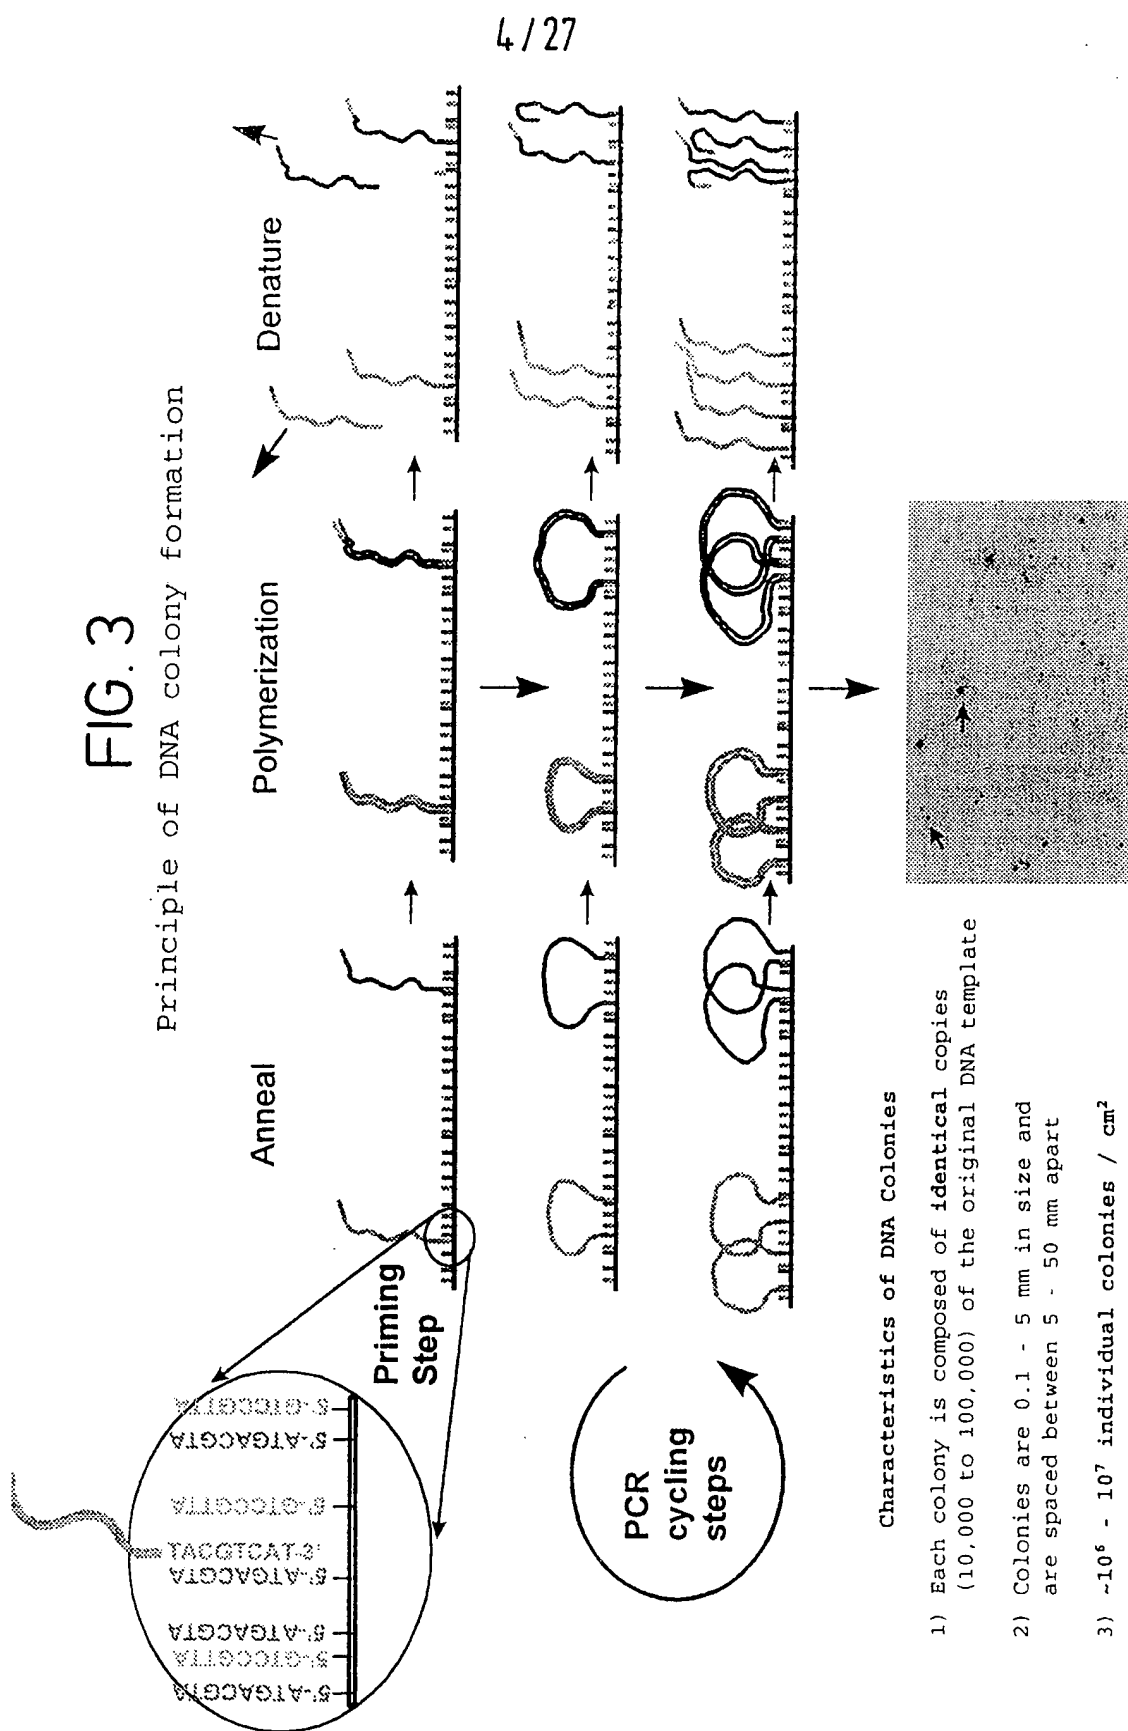 4/27
FIG. 3
Principle of DNA colony formation
Anneal
Polymerization
Denature
Priming
Step
5'-ATGACGTA
5'-GTCCGTTA
5'-ATGACGTA
5'-ATGACGTA
TACGTCAT-3'
5'-GTCCGTTA
5'-ATGACGTA
5'-GTCCGTTA
PCR
cycling
steps
Characteristics of DNA Colonies
1) Each colony is composed of identical copies
(10,000 to 100,000) of the original DNA template
2) Colonies are 0.1 - 5 mm in size and
are spaced between 5 - 50 mm apart
3) ~10⁶ - 10⁷ individual colonies / cm²